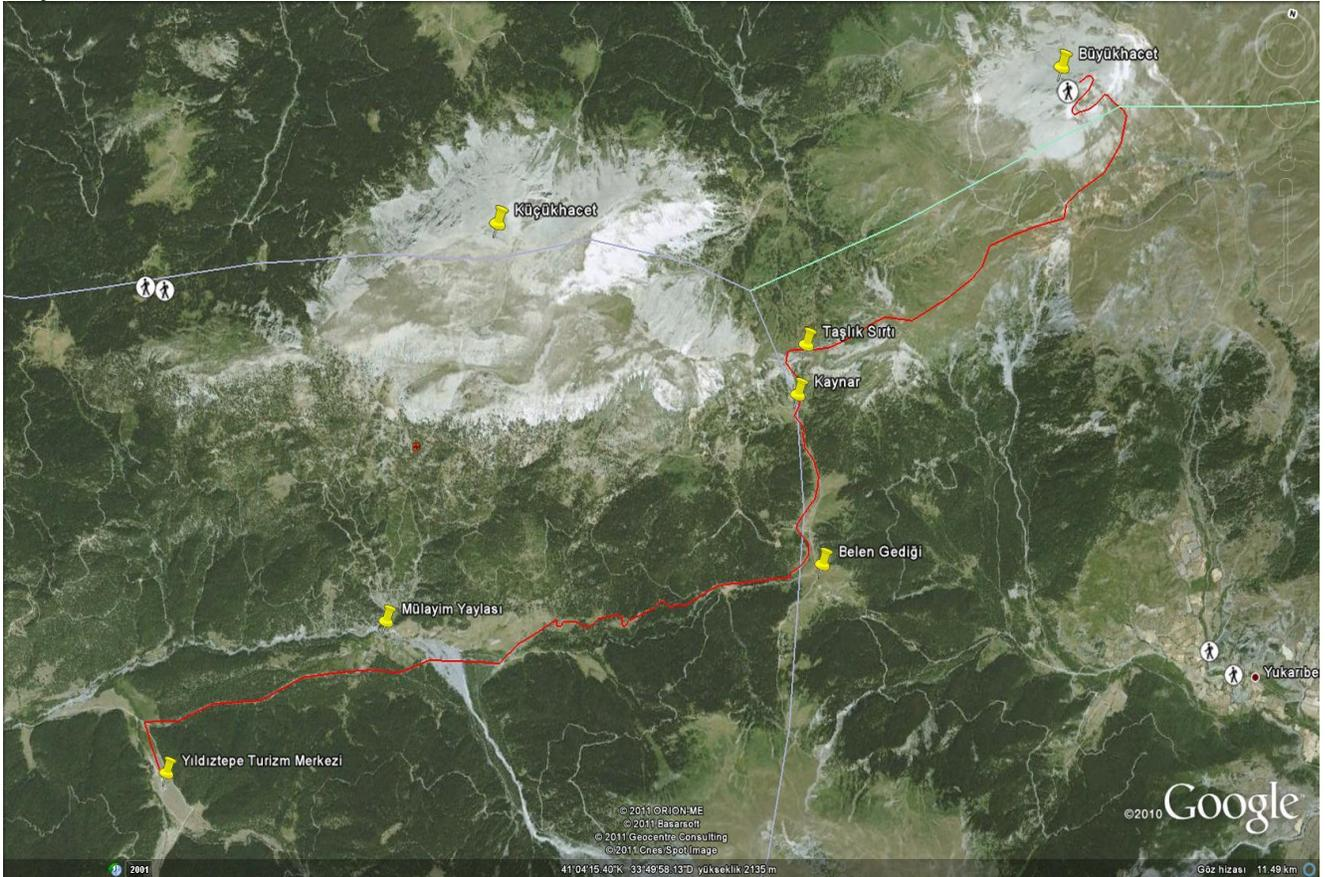 N
Büyükhacet
Küçükhacet
Taşlık Sırtı
Kaynar
Belen Gediği
Mülayim Yaylası
Yukarıbe
Yıldıztepe Turizm Merkezi
© 2011 ORION-ME
© 2011 Basarsoft
© 2011 Geocentre Consulting
© 2011 Cnes/Spot Image
©2010 Google
2001
41°04'15.40"K 33°49'58.13"D yükseklik 2135 m
Göz hizası 11.49 km